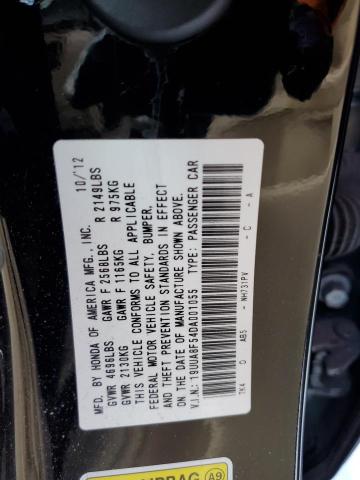 MFD BY HONDA OF AMERICA MFG., INC. 10/12
GVWR 4696LBS GAWR F 2568LBS R 2149LBS
GVWR 2130KG GAWR F 1165KG R 975KG
THIS VEHICLE CONFORMS TO ALL APPLICABLE
FEDERAL MOTOR VEHICLE SAFETY, BUMPER,
AND THEFT PREVENTION STANDARDS IN EFFECT
ON THE DATE OF MANUFACTURE SHOWN ABOVE.
V.I.N.: 19UUA8F54DA001055 TYPE: PASSENGER CAR
TK4 D AB5 - NH731PV - C - A
AIRBAG A9